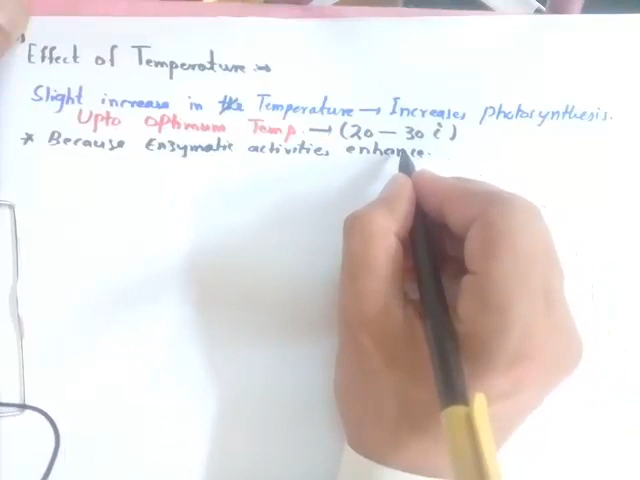 Effect of Temperature :→
Slight increase in the Temperature → Increases photosynthesis.
Upto optimum Temp. → (20 - 30 c̊)
* Because Enzymatic activities enhance.